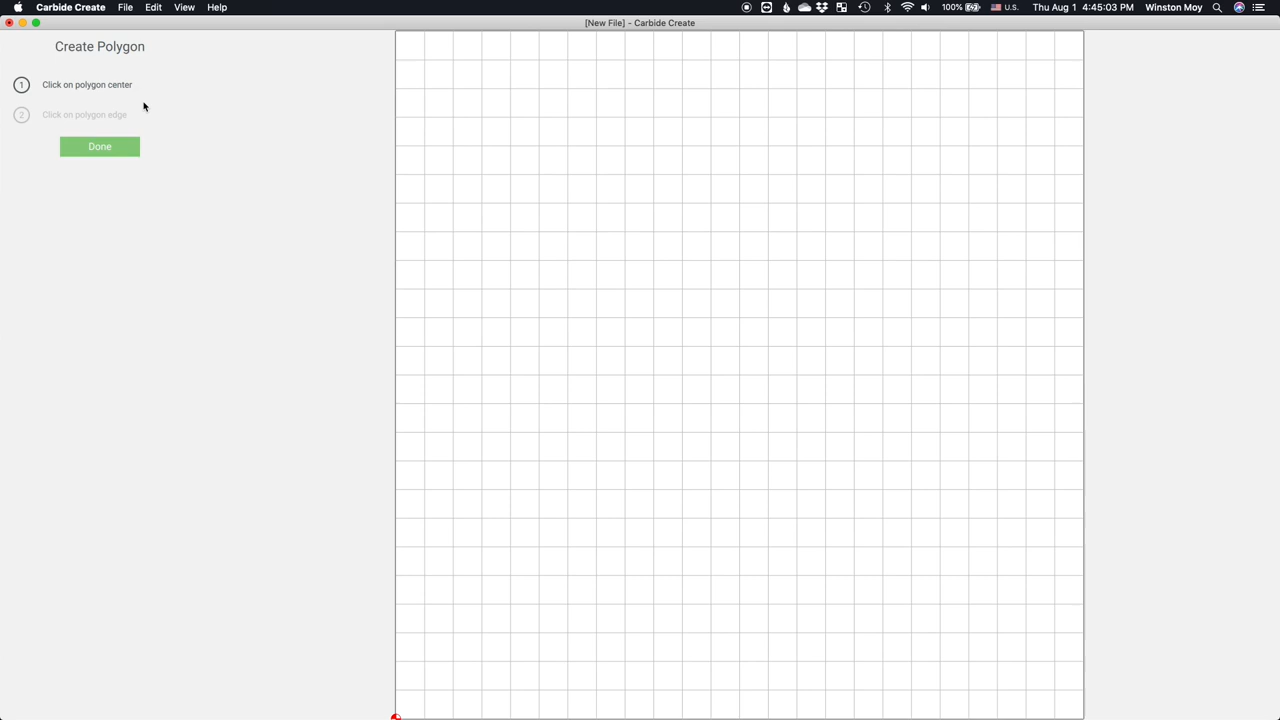 Carbide Create File Edit View Help 100% U.S. Thu Aug 1 4:45:03 PM Winston Moy
[New File] - Carbide Create
Create Polygon
1 Click on polygon center
2 Click on polygon edge
Done